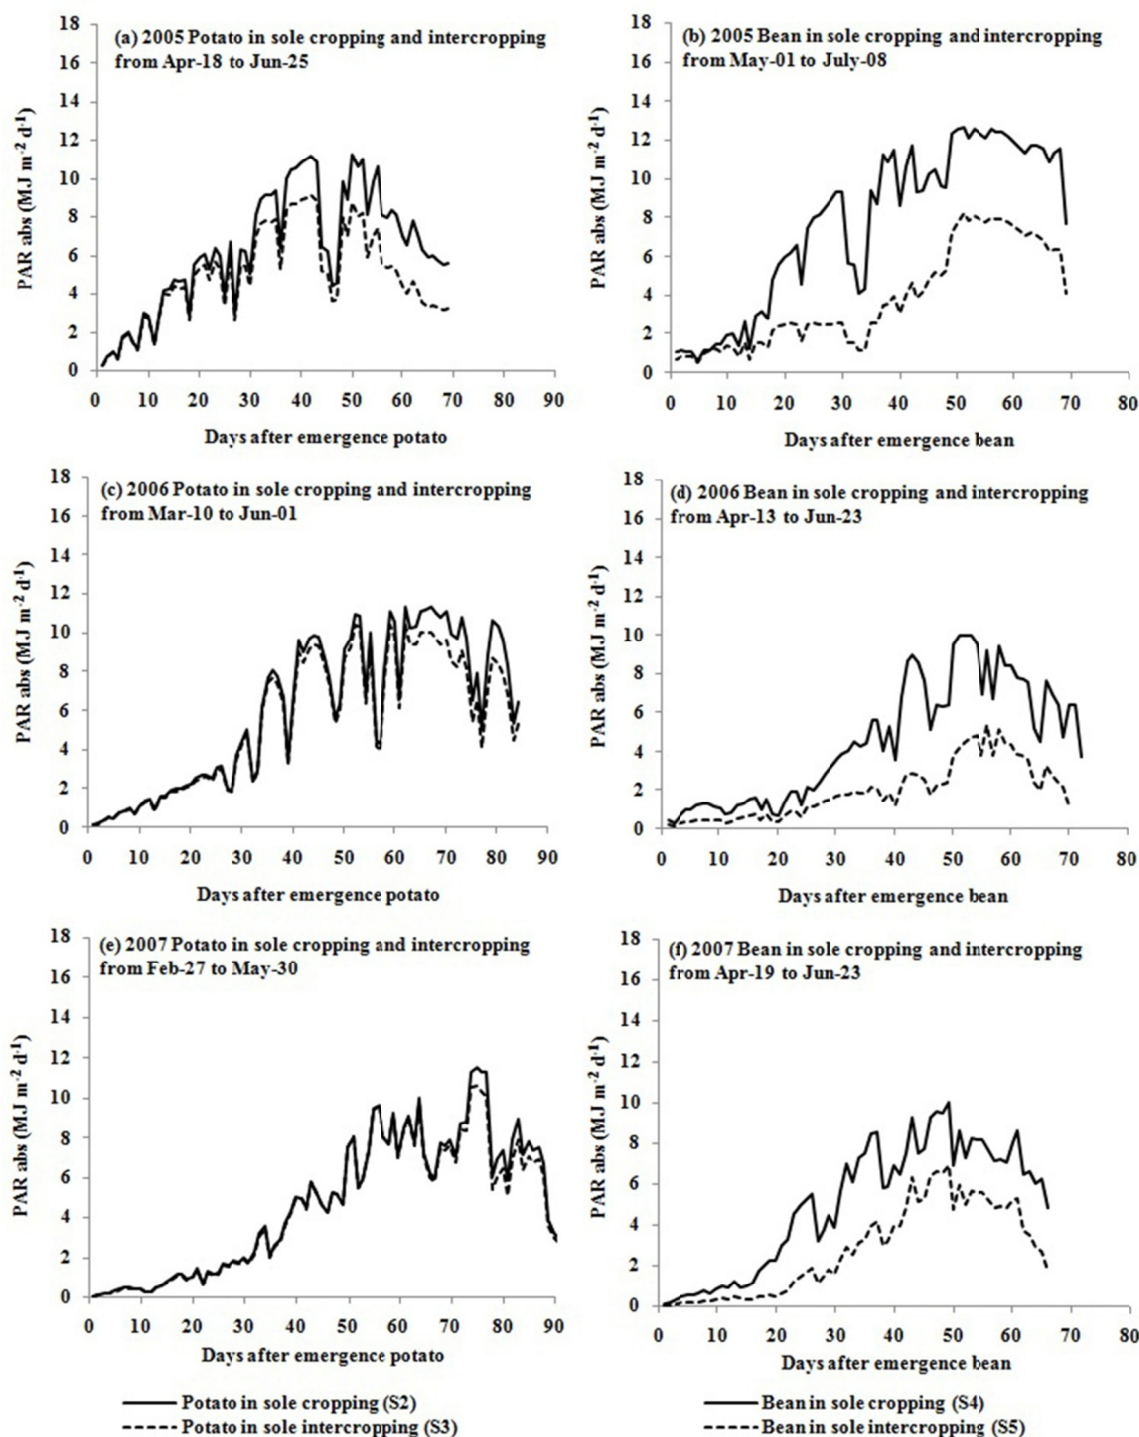 (a) 2005 Potato in sole cropping and intercropping
from Apr-18 to Jun-25
PAR abs (MJ m-2 d-1)
18
16
14
12
10
8
6
4
2
0
0 10 20 30 40 50 60 70 80 90
Days after emergence potato
(b) 2005 Bean in sole cropping and intercropping
from May-01 to July-08
PAR abs (MJ m-2 d-1)
18
16
14
12
10
8
6
4
2
0
0 10 20 30 40 50 60 70 80
Days after emergence bean
(c) 2006 Potato in sole cropping and intercropping
from Mar-10 to Jun-01
PAR abs (MJ m-2 d-1)
18
16
14
12
10
8
6
4
2
0
0 10 20 30 40 50 60 70 80 90
Days after emergence potato
(d) 2006 Bean in sole cropping and intercropping
from Apr-13 to Jun-23
PAR abs (MJ m-2 d-1)
18
16
14
12
10
8
6
4
2
0
0 10 20 30 40 50 60 70 80
Days after emergence bean
(e) 2007 Potato in sole cropping and intercropping
from Feb-27 to May-30
PAR abs (MJ m-2 d-1)
18
16
14
12
10
8
6
4
2
0
0 10 20 30 40 50 60 70 80 90
Days after emergence potato
(f) 2007 Bean in sole cropping and intercropping
from Apr-19 to Jun-23
PAR abs (MJ m-2 d-1)
18
16
14
12
10
8
6
4
2
0
0 10 20 30 40 50 60 70 80
Days after emergence bean
Potato in sole cropping (S2)
Potato in sole intercropping (S3)
Bean in sole cropping (S4)
Bean in sole intercropping (S5)